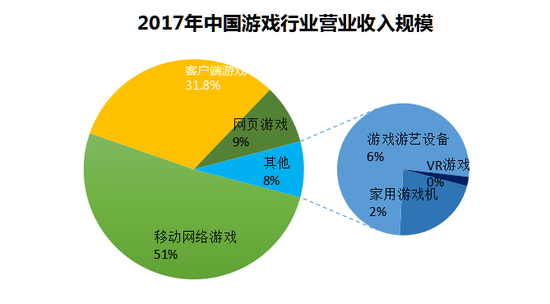 2017年中国游戏行业营业收入规模
客户端游戏
31.8%
网页游戏
9%
其他
8%
移动网络游戏
51%
游戏游艺设备
6%
VR游戏
0%
家用游戏机
2%